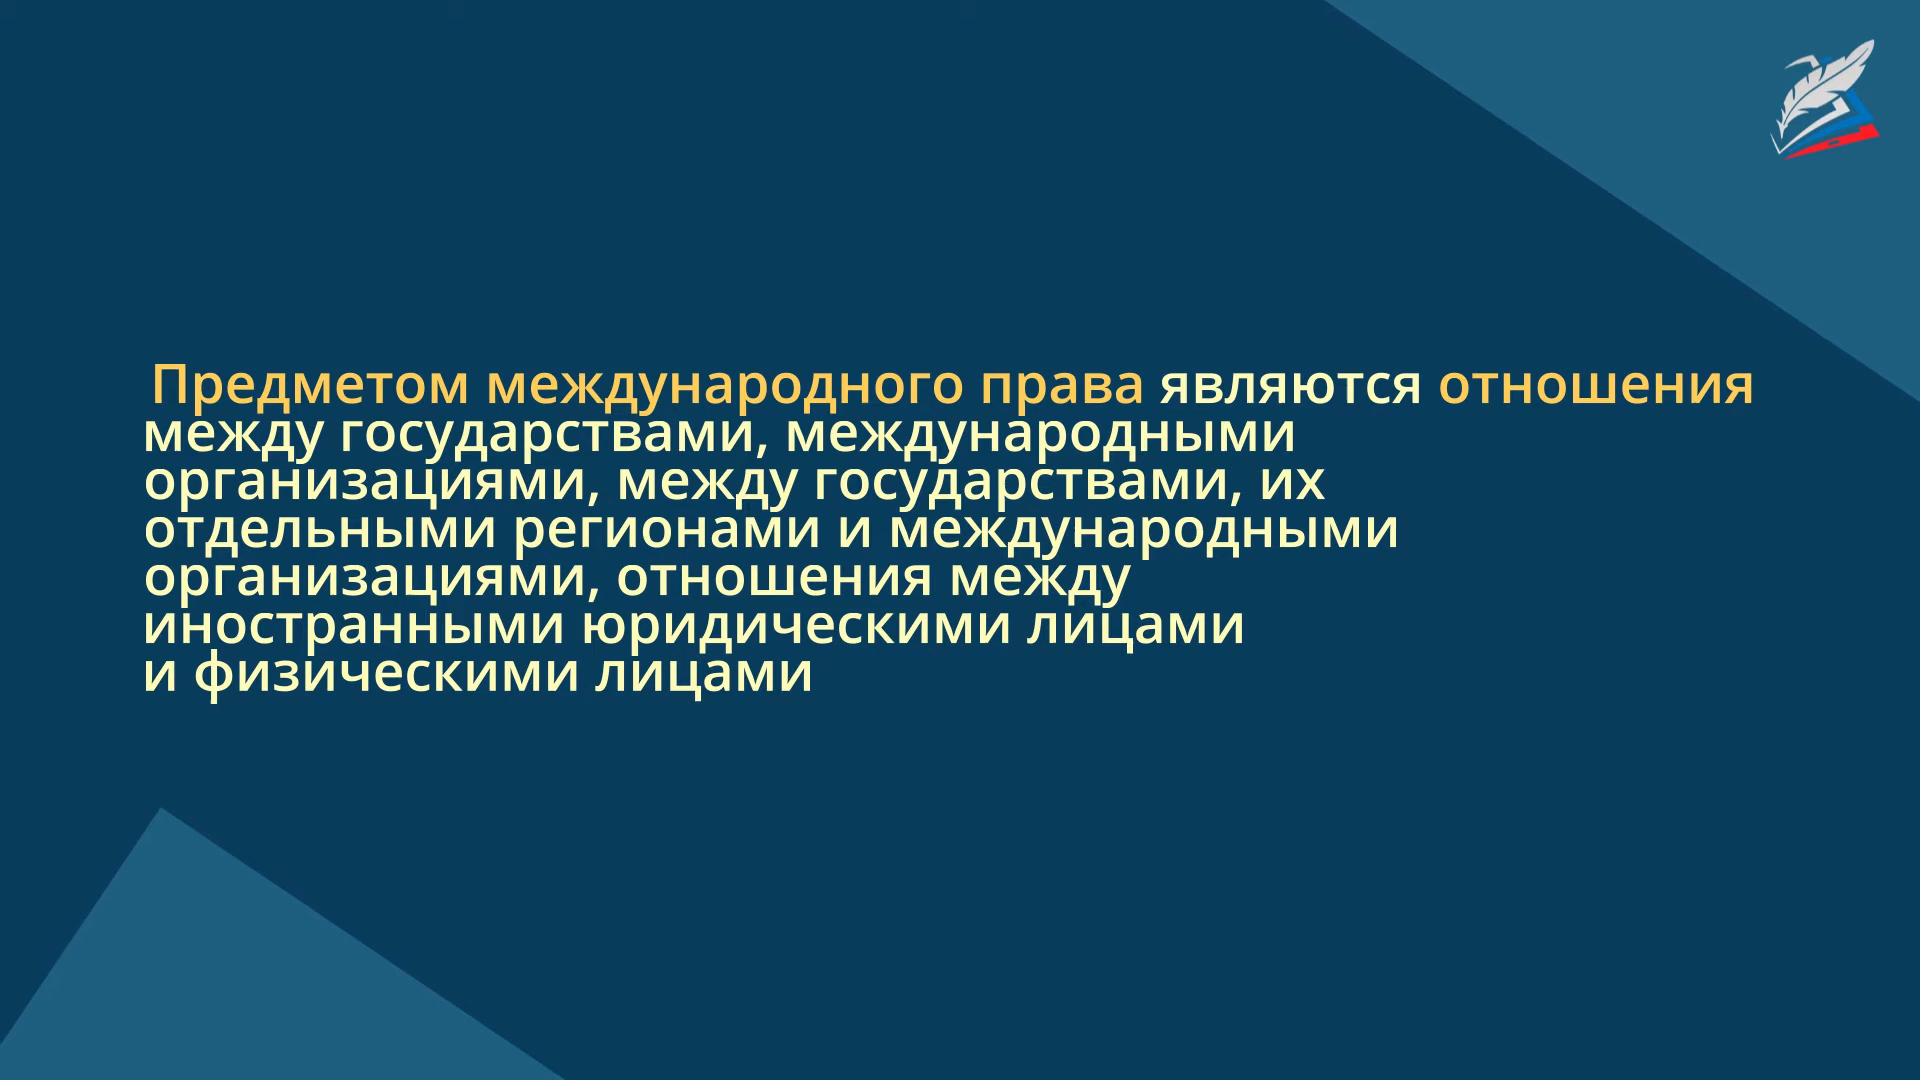 Предметом международного права являются отношения
между государствами, международными
организациями, между государствами, их
отдельными регионами и международными
организациями, отношения между
иностранными юридическими лицами
и физическими лицами